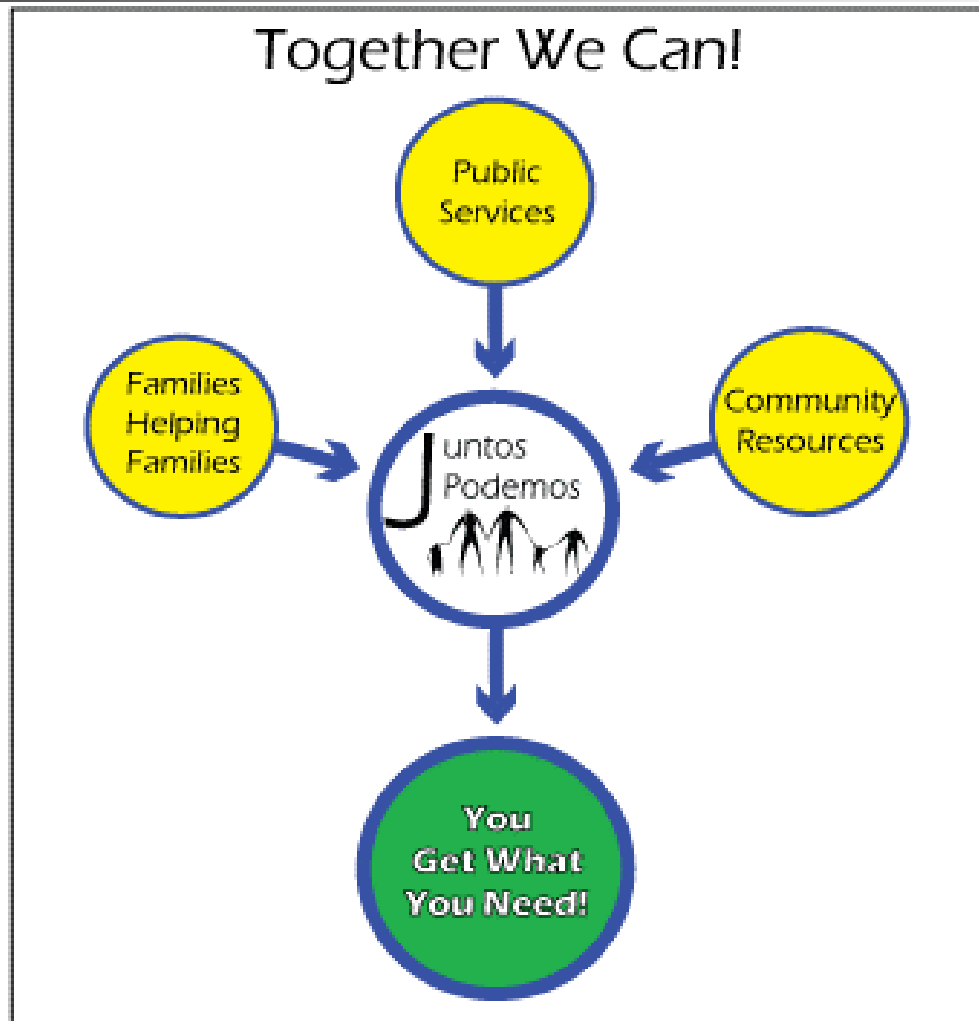 Together We Can!
Public
Services
Families
Helping
Families
Community
Resources
Juntos
Podemos
You
Get What
You Need!